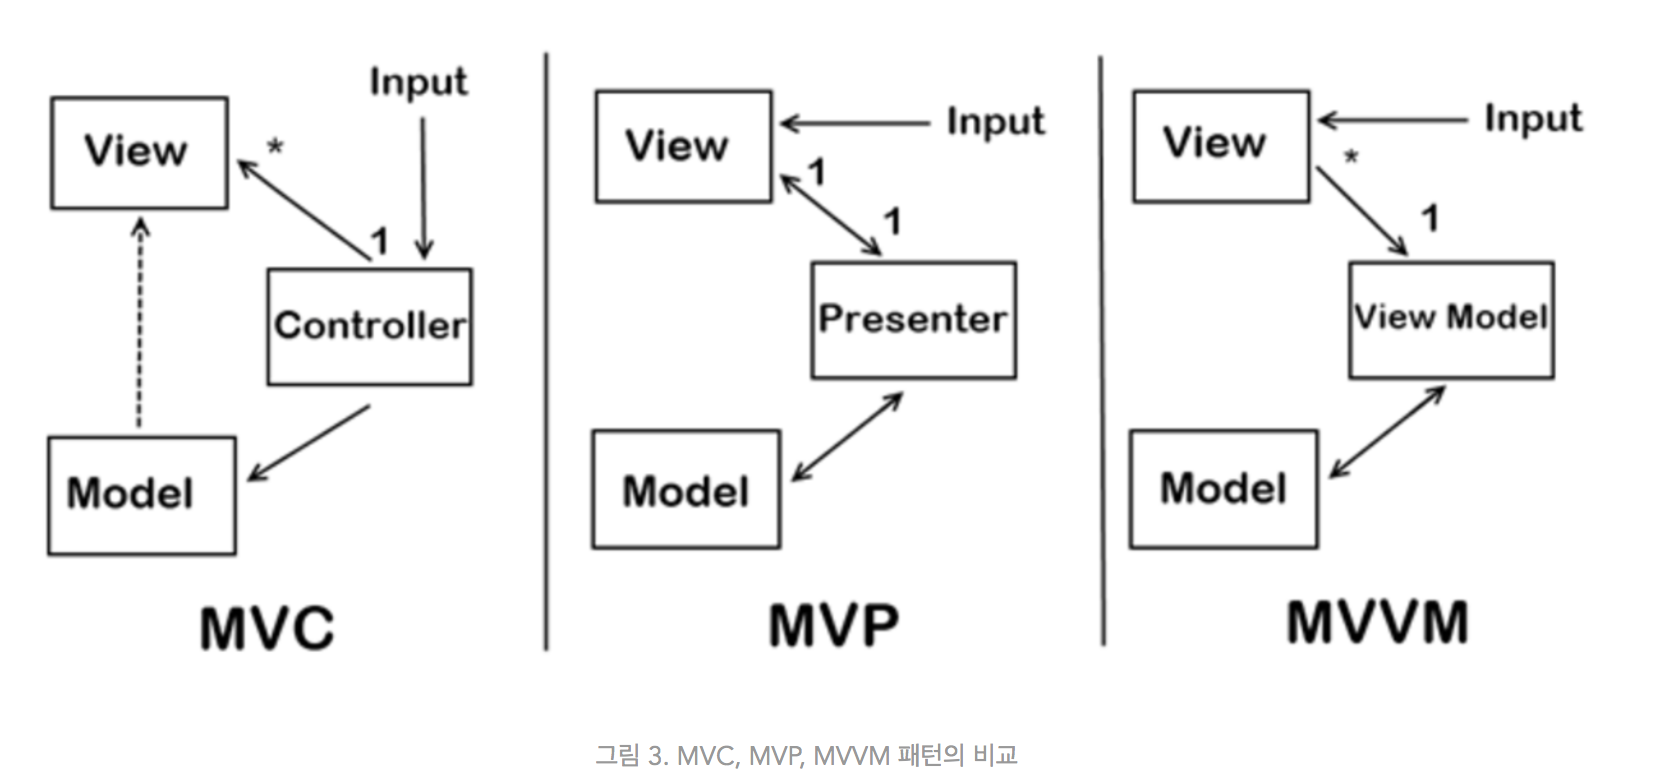 Input
View
*
1
Controller
Model
MVC
View
Input
1
1
Presenter
Model
MVP
View
Input
*
1
View Model
Model
MVVM
그림 3. MVC, MVP, MVVM 패턴의 비교